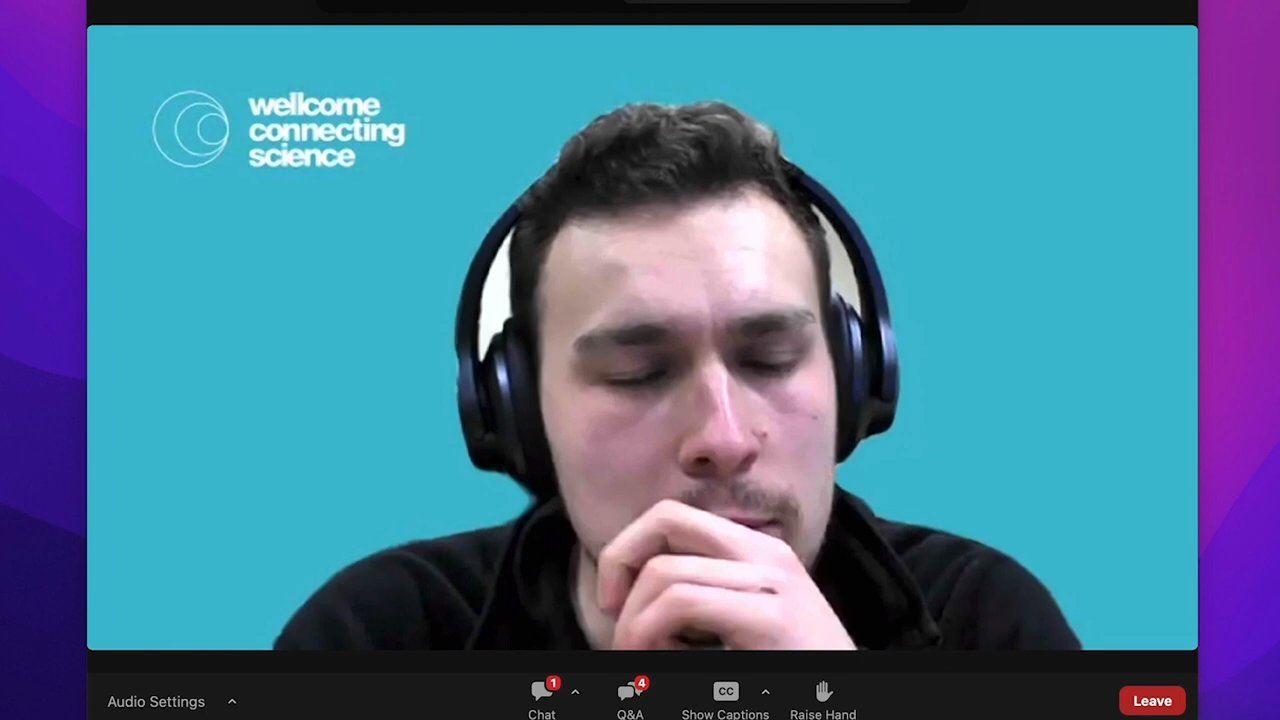 wellcome
connecting
science
Audio Settings
1
Chat
4
Q&A
CC
Show Captions
Raise Hand
Leave